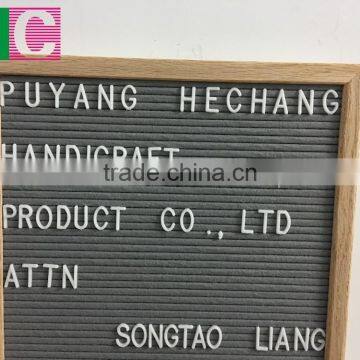 C
PUYANG HECHANG
HANDICRAFT
trade.china.cn
PRODUCT CO.,LTD
ATTN
SONGTAO LIANG